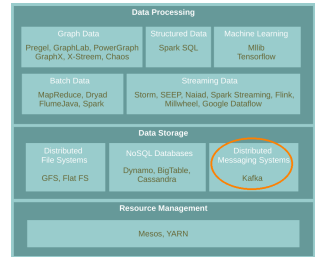 Data Processing
Graph Data
Pregel, GraphLab, PowerGraph
GraphX, X-Streem, Chaos
Structured Data
Spark SQL
Machine Learning
Mllib
Tensorflow
Batch Data
MapReduce, Dryad
FlumeJava, Spark
Streaming Data
Storm, SEEP, Naiad, Spark Streaming, Flink,
Millwheel, Google Dataflow
Data Storage
Distributed
File Systems
GFS, Flat FS
NoSQL Databases
Dynamo, BigTable,
Cassandra
Distributed
Messaging Systems
Kafka
Resource Management
Mesos, YARN